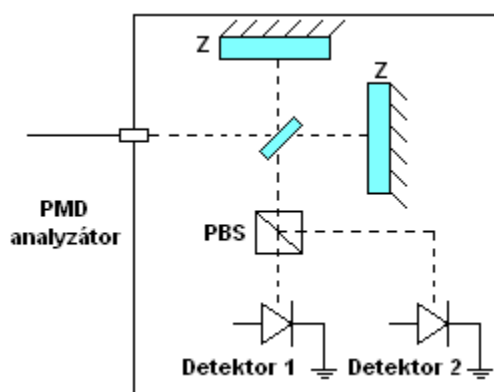 Z
Z
PMD
analyzátor
PBS
Detektor 1
Detektor 2